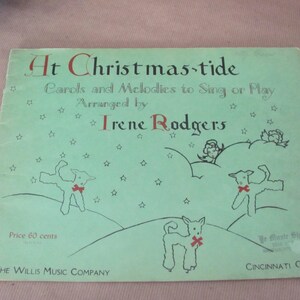 At Christmas-tide
Carols and Melodies to Sing or Play
Arranged by
Irene Rodgers
Price 60 cents
THE WILLIS MUSIC COMPANY
CINCINNATI